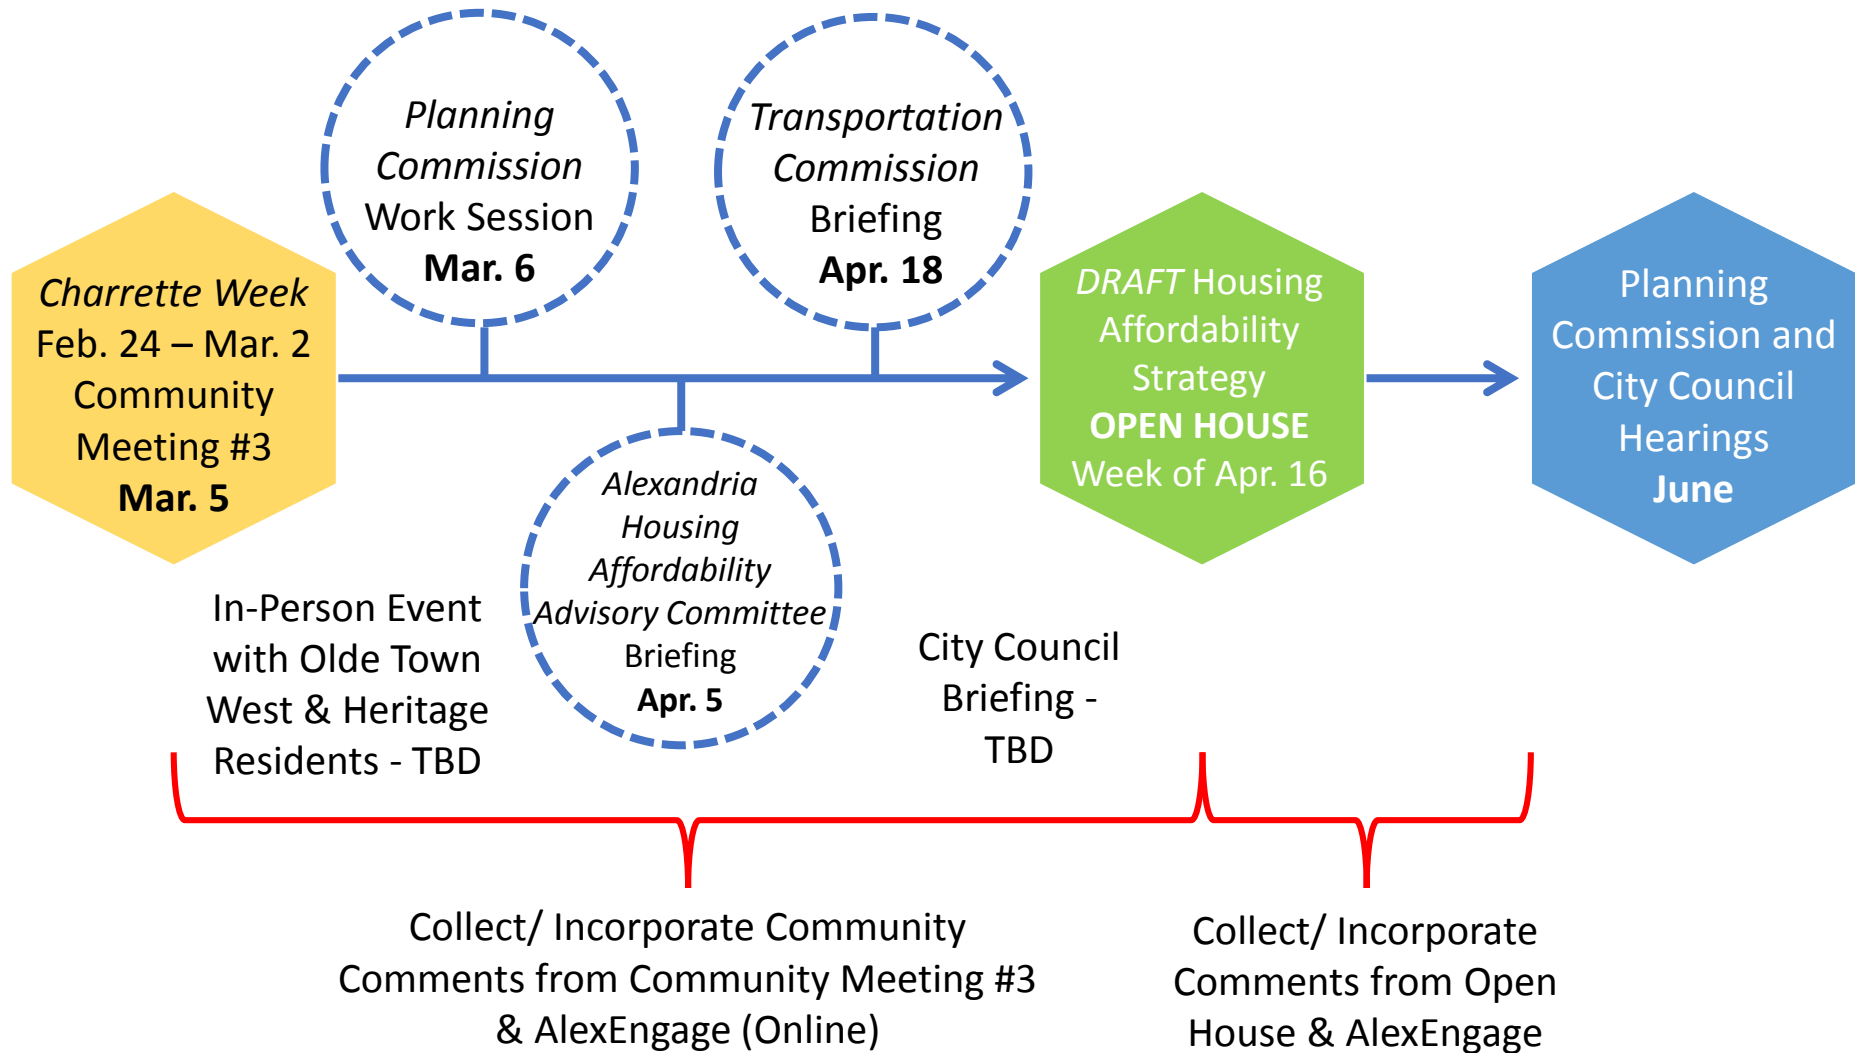 Charrette Week
Feb. 24 – Mar. 2
Community
Meeting #3
Mar. 5
Planning
Commission
Work Session
Mar. 6
Alexandria
Housing
Affordability
Advisory Committee
Briefing
Apr. 5
Transportation
Commission
Briefing
Apr. 18
DRAFT Housing
Affordability
Strategy
OPEN HOUSE
Week of Apr. 16
Planning
Commission and
City Council
Hearings
June
In-Person Event
with Olde Town
West & Heritage
Residents - TBD
City Council
Briefing -
TBD
Collect/ Incorporate Community
Comments from Community Meeting #3
& AlexEngage (Online)
Collect/ Incorporate
Comments from Open
House & AlexEngage